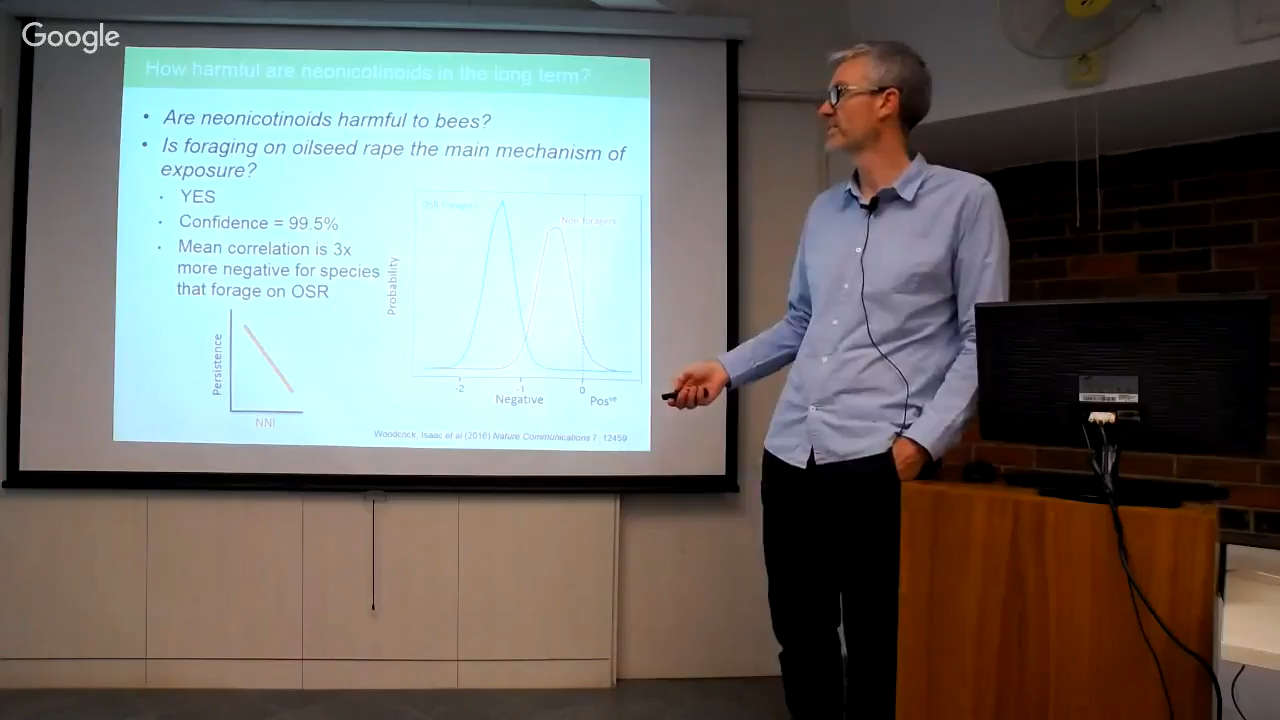 Google
How harmful are neonicotinoids in the long term?
• Are neonicotinoids harmful to bees?
• Is foraging on oilseed rape the main mechanism of
exposure?
• YES
• Confidence = 99.5%
• Mean correlation is 3x
more negative for species
that forage on OSR
OSR foragers
Non-foragers
Probability
-2
-1
0
Negative
Posᵛᵉ
Persistence
NNI
Woodcock, Isaac et al (2016) Nature Communications 7: 12459